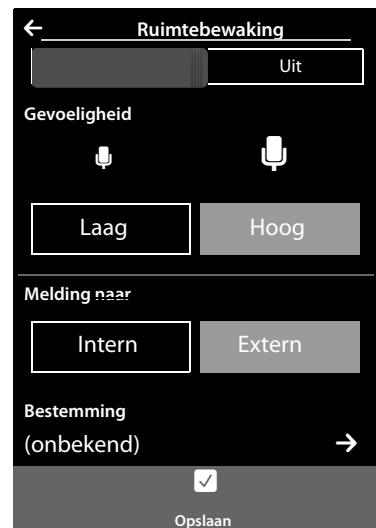 Ruimtebewaking
Uit
Gevoeligheid
Laag Hoog
Melding naar
Intern Extern
Bestemming
(onbekend)
Opslaan